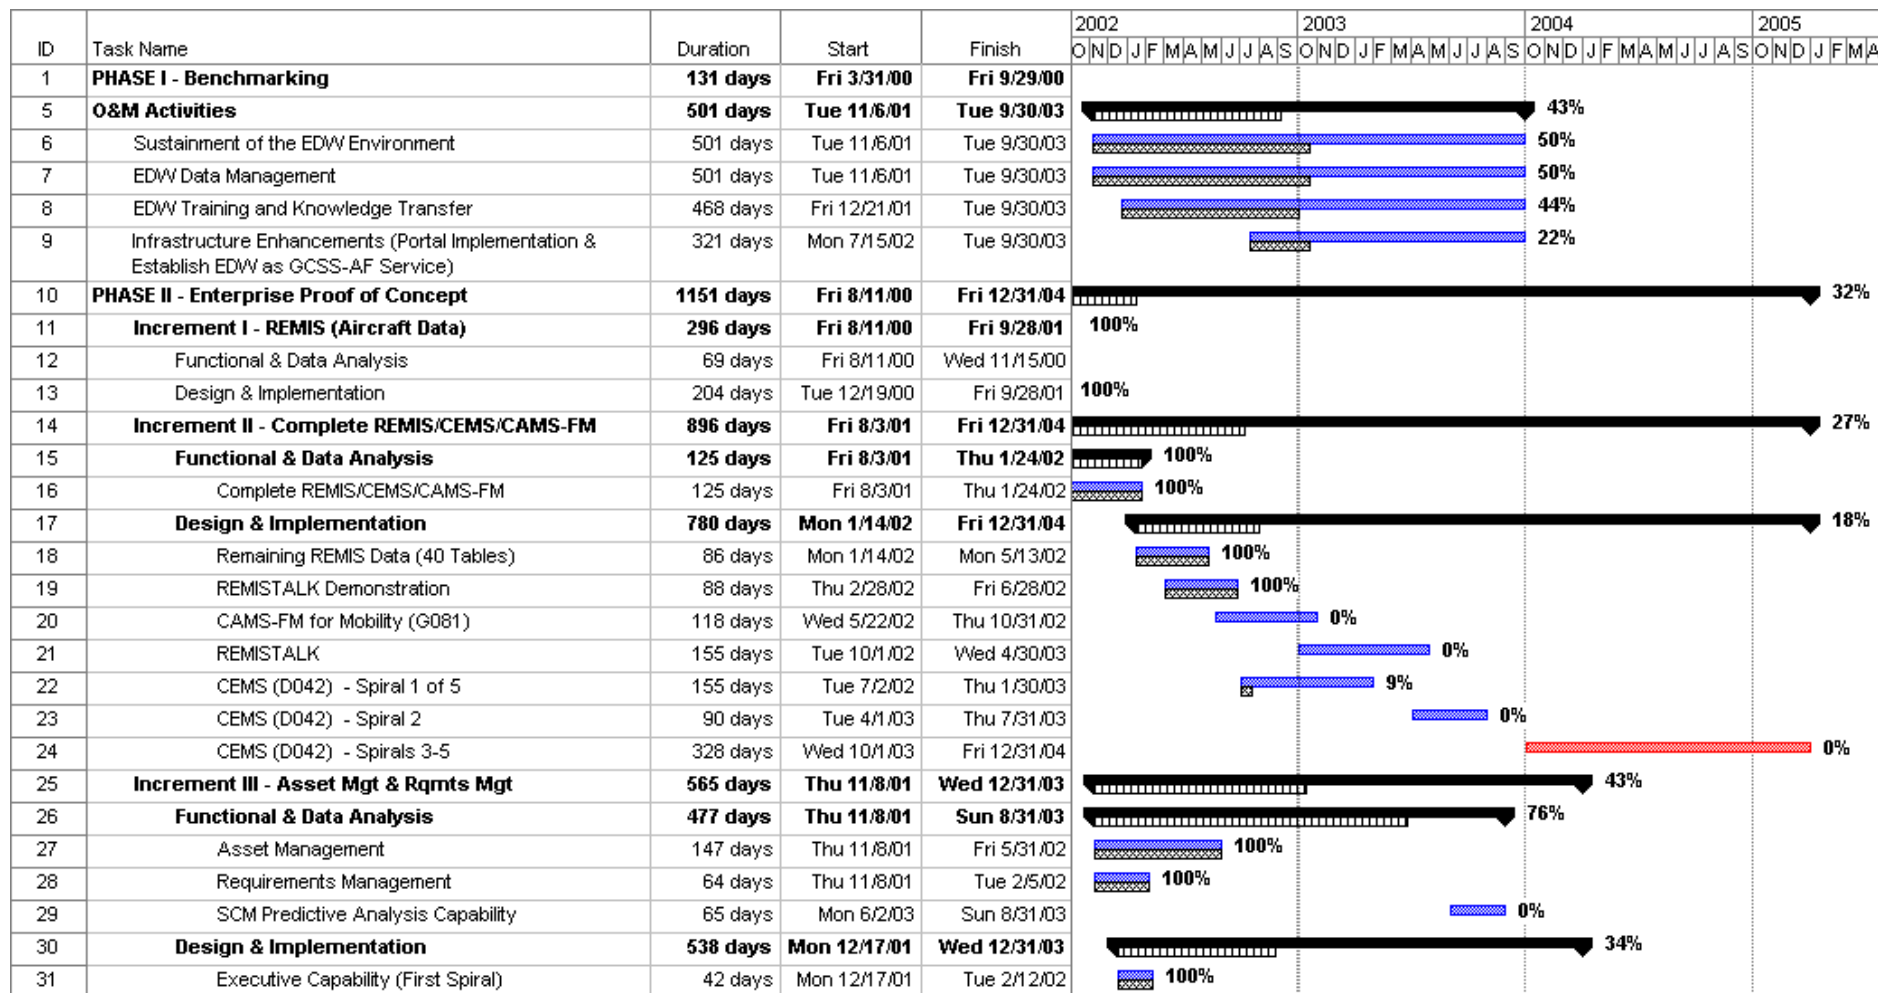 2002 2003 2004 2005
ID Task Name Duration Start Finish O N D J F M A M J J A S O N D J F M A M J J A S O N D J F M A M J J A S O N D J F M A
1 PHASE I - Benchmarking 131 days Fri 3/31/00 Fri 9/29/00
5 O&M Activities 501 days Tue 11/6/01 Tue 9/30/03 43%
6 Sustainment of the EDW Environment 501 days Tue 11/6/01 Tue 9/30/03 50%
7 EDW Data Management 501 days Tue 11/6/01 Tue 9/30/03 50%
8 EDW Training and Knowledge Transfer 468 days Fri 12/21/01 Tue 9/30/03 44%
9 Infrastructure Enhancements (Portal Implementation & 321 days Mon 7/15/02 Tue 9/30/03 22%
Establish EDW as GCSS-AF Service)
10 PHASE II - Enterprise Proof of Concept 1151 days Fri 8/11/00 Fri 12/31/04 32%
11 Increment I - REMIS (Aircraft Data) 296 days Fri 8/11/00 Fri 9/28/01 100%
12 Functional & Data Analysis 69 days Fri 8/11/00 Wed 11/15/00
13 Design & Implementation 204 days Tue 12/19/00 Fri 9/28/01 100%
14 Increment II - Complete REMIS/CEMS/CAMS-FM 896 days Fri 8/3/01 Fri 12/31/04 27%
15 Functional & Data Analysis 125 days Fri 8/3/01 Thu 1/24/02 100%
16 Complete REMIS/CEMS/CAMS-FM 125 days Fri 8/3/01 Thu 1/24/02 100%
17 Design & Implementation 780 days Mon 1/14/02 Fri 12/31/04 18%
18 Remaining REMIS Data (40 Tables) 86 days Mon 1/14/02 Mon 5/13/02 100%
19 REMISTALK Demonstration 88 days Thu 2/28/02 Fri 6/28/02 100%
20 CAMS-FM for Mobility (G081) 118 days Wed 5/22/02 Thu 10/31/02 0%
21 REMISTALK 155 days Tue 10/1/02 Wed 4/30/03 0%
22 CEMS (D042) - Spiral 1 of 5 155 days Tue 7/2/02 Thu 1/30/03 9%
23 CEMS (D042) - Spiral 2 90 days Tue 4/1/03 Thu 7/31/03 0%
24 CEMS (D042) - Spirals 3-5 328 days Wed 10/1/03 Fri 12/31/04 0%
25 Increment III - Asset Mgt & Rqmts Mgt 565 days Thu 11/8/01 Wed 12/31/03 43%
26 Functional & Data Analysis 477 days Thu 11/8/01 Sun 8/31/03 76%
27 Asset Management 147 days Thu 11/8/01 Fri 5/31/02 100%
28 Requirements Management 64 days Thu 11/8/01 Tue 2/5/02 100%
29 SCM Predictive Analysis Capability 65 days Mon 6/2/03 Sun 8/31/03 0%
30 Design & Implementation 538 days Mon 12/17/01 Wed 12/31/03 34%
31 Executive Capability (First Spiral) 42 days Mon 12/17/01 Tue 2/12/02 100%